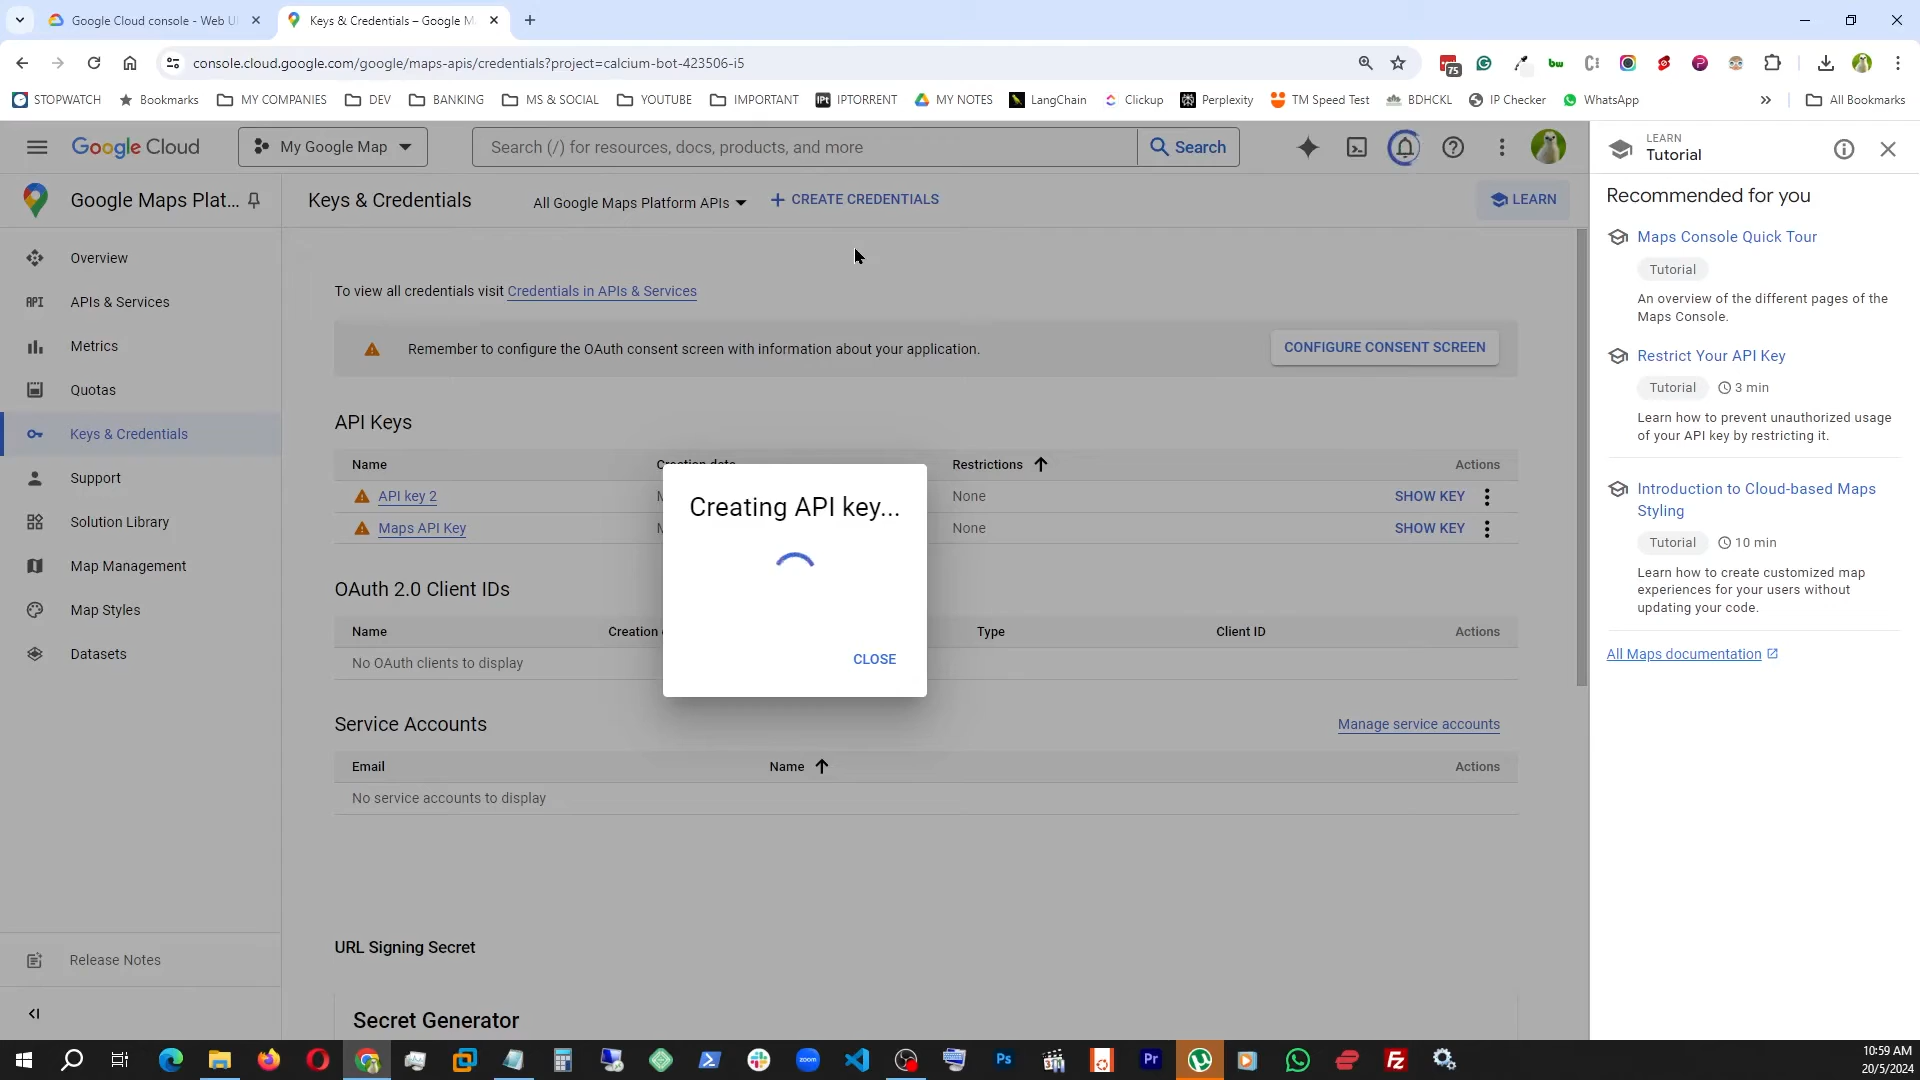 Google Cloud console - Web U
Keys & Credentials – Google M
console.cloud.google.com/google/maps-apis/credentials?project=calcium-bot-423506-i5
75
bw
STOPWATCH
Bookmarks
MY COMPANIES
DEV
BANKING
MS & SOCIAL
YOUTUBE
IMPORTANT
IPt
IPTORRENT
MY NOTES
LangChain
Clickup
Perplexity
TM Speed Test
BDHCKL
IP Checker
WhatsApp
All Bookmarks
Google Cloud
My Google Map
Search (/) for resources, docs, products, and more
Search
Google Maps Plat...
Keys & Credentials
All Google Maps Platform APIs
CREATE CREDENTIALS
LEARN
Overview
API
APIs & Services
Metrics
Quotas
Keys & Credentials
Support
Solution Library
Map Management
Map Styles
Datasets
Release Notes
To view all credentials visit Credentials in APIs & Services
Remember to configure the OAuth consent screen with information about your application.
CONFIGURE CONSENT SCREEN
API Keys
Name
Restrictions
Actions
API key 2
None
SHOW KEY
Maps API Key
None
SHOW KEY
OAuth 2.0 Client IDs
Name
Creation
Type
Client ID
Actions
No OAuth clients to display
Service Accounts
Manage service accounts
Email
Name
Actions
No service accounts to display
URL Signing Secret
Secret Generator
Creating API key...
CLOSE
LEARN
Tutorial
Recommended for you
Maps Console Quick Tour
Tutorial
An overview of the different pages of the
Maps Console.
Restrict Your API Key
Tutorial
3 min
Learn how to prevent unauthorized usage
of your API key by restricting it.
Introduction to Cloud-based Maps
Styling
Tutorial
10 min
Learn how to create customized map
experiences for your users without
updating your code.
All Maps documentation
zoom
Ps
Pr
Fz
10:59 AM
20/5/2024